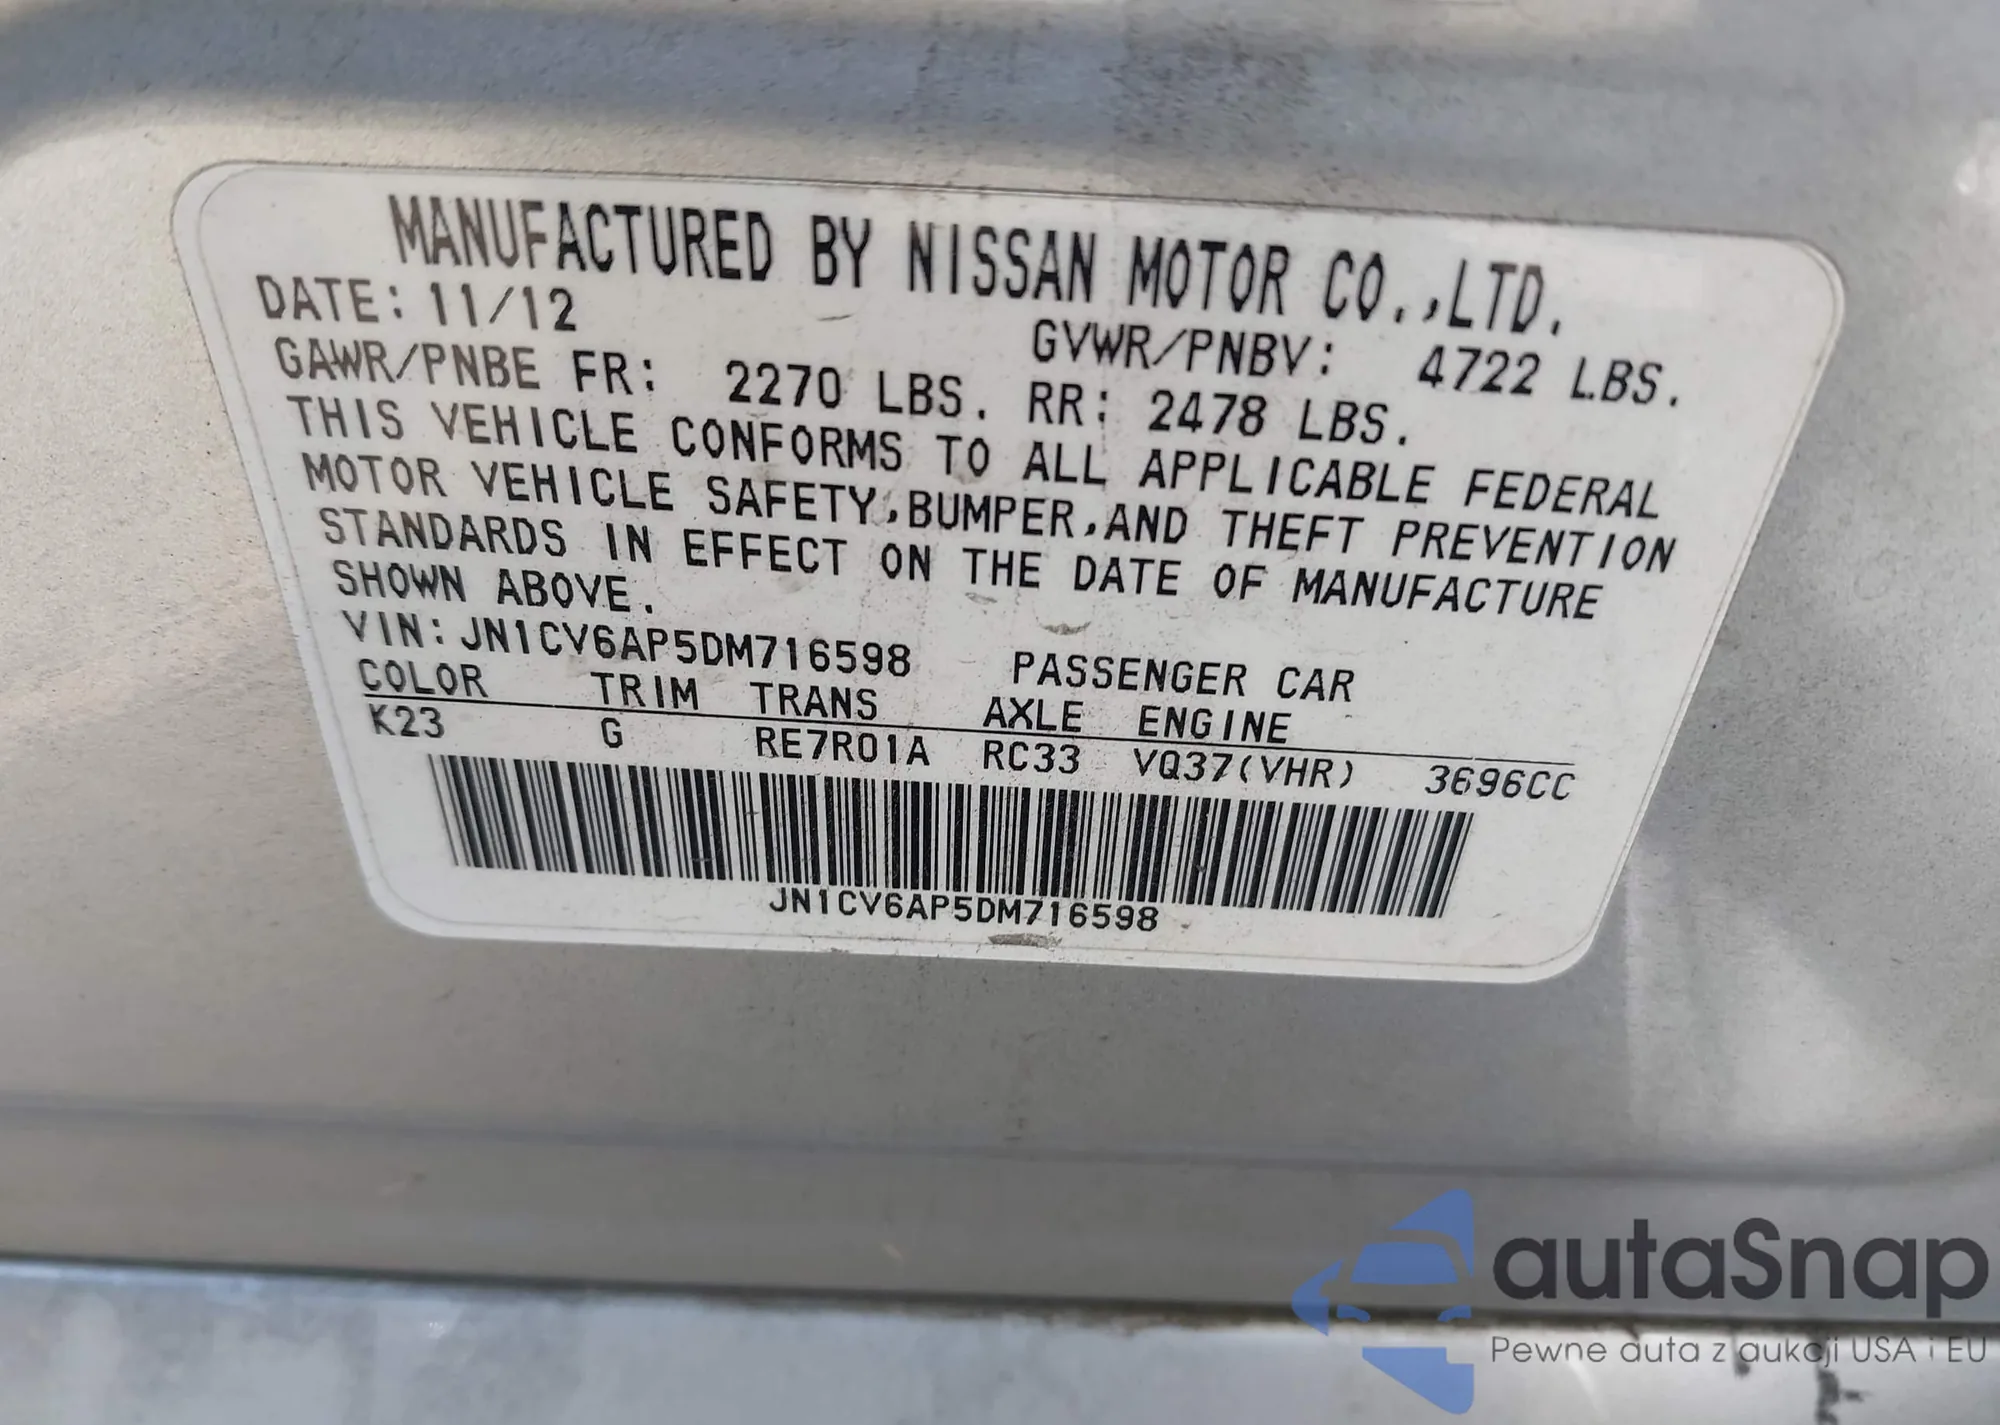 MANUFACTURED BY NISSAN MOTOR CO.,LTD.
DATE: 11/12 GVWR/PNBV: 4722 LBS.
GAWR/PNBE FR: 2270 LBS. RR: 2478 LBS.
THIS VEHICLE CONFORMS TO ALL APPLICABLE FEDERAL
MOTOR VEHICLE SAFETY,BUMPER,AND THEFT PREVENTION
STANDARDS IN EFFECT ON THE DATE OF MANUFACTURE
SHOWN ABOVE.
VIN: JN1CV6AP5DM716598 PASSENGER CAR
COLOR TRIM TRANS AXLE ENGINE
K23 G RE7R01A RC33 VQ37(VHR) 3696CC
JN1CV6AP5DM716598
autaSnap
Pewne auta z aukcji USA i EU